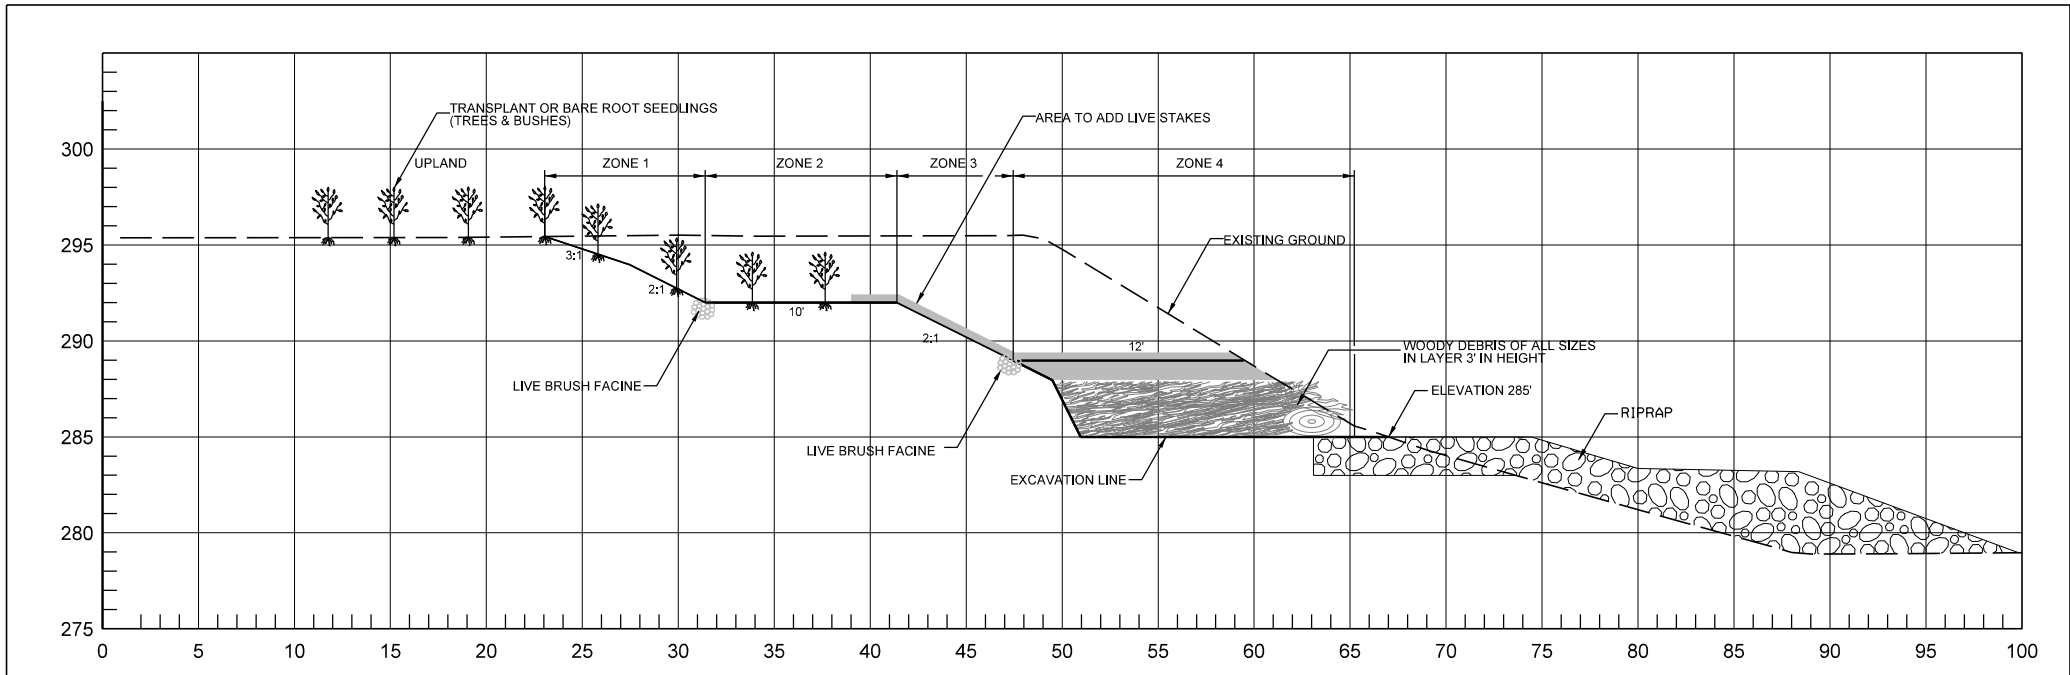 TRANSPLANT OR BARE ROOT SEEDLINGS
(TREES & BUSHES)
AREA TO ADD LIVE STAKES
300
UPLAND
ZONE 1
ZONE 2
ZONE 3
ZONE 4
295
3:1
EXISTING GROUND
2:1
10'
290
2:1
12'
WOODY DEBRIS OF ALL SIZES
IN LAYER 3' IN HEIGHT
LIVE BRUSH FACINE
ELEVATION 285'
RIPRAP
285
LIVE BRUSH FACINE
EXCAVATION LINE
280
275
0 5 10 15 20 25 30 35 40 45 50 55 60 65 70 75 80 85 90 95 100